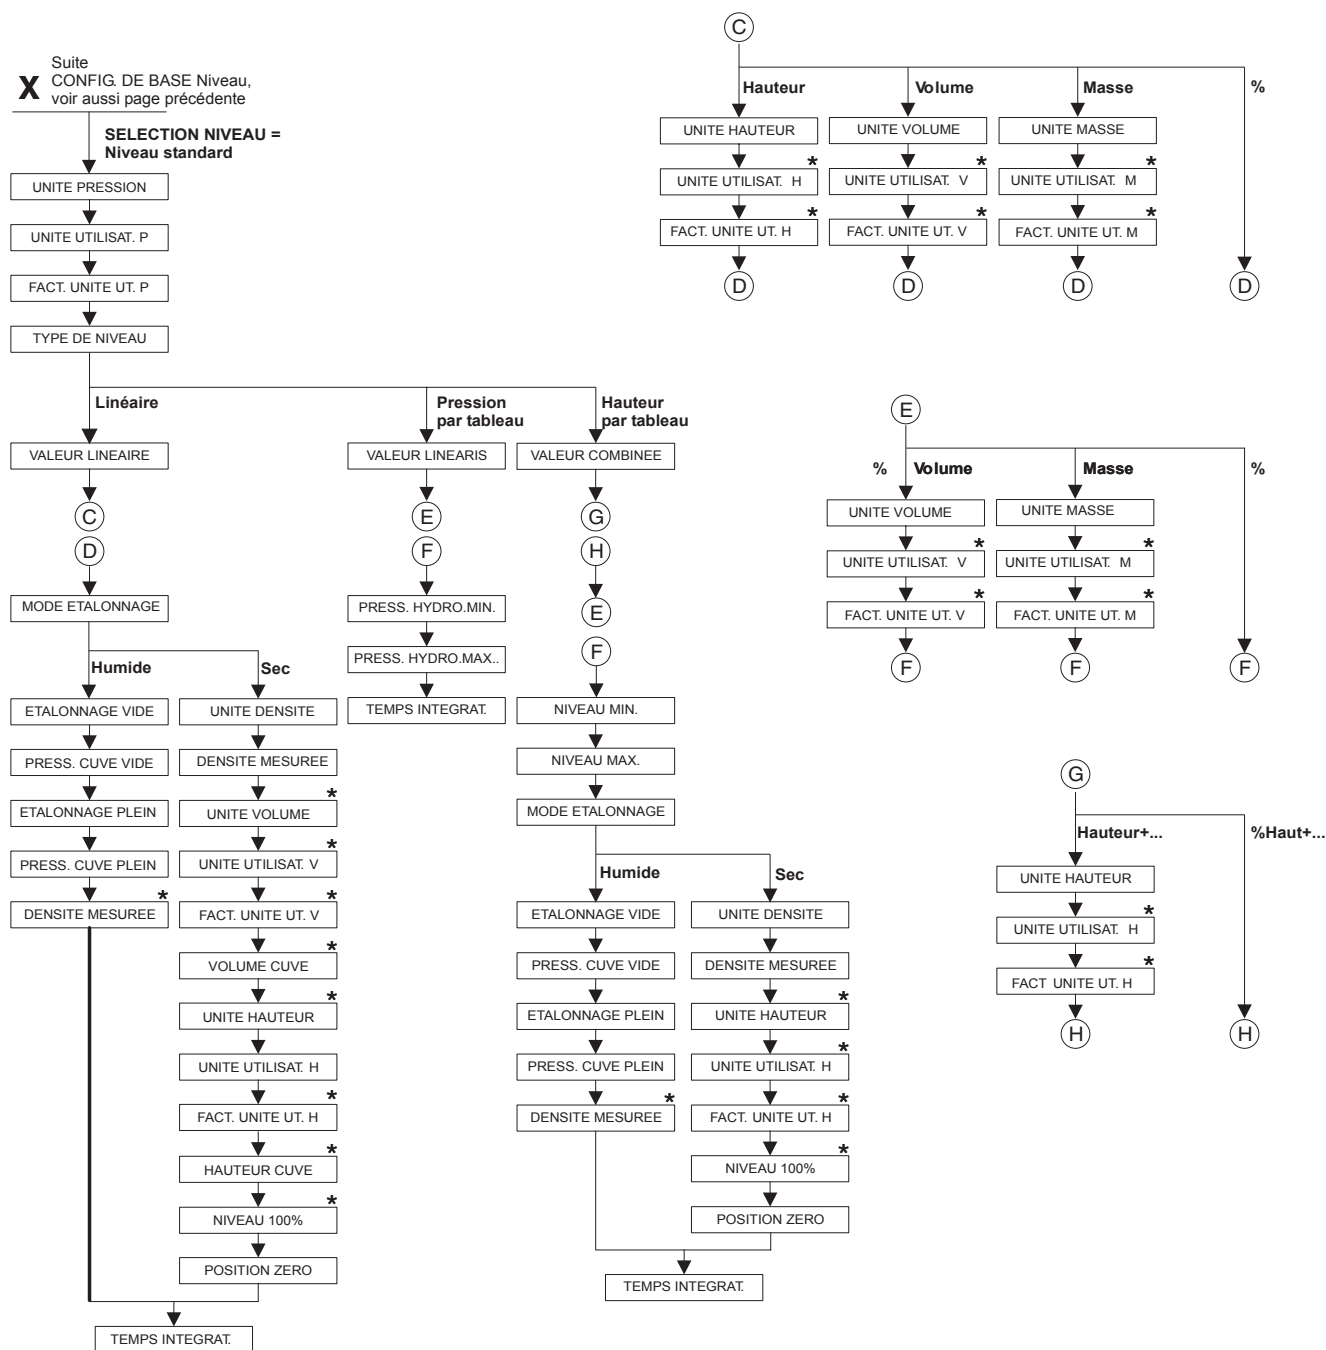 X
Suite
CONFIG. DE BASE Niveau,
voir aussi page précédente
SELECTION NIVEAU =
Niveau standard
UNITE PRESSION
UNITE UTILISAT. P
FACT. UNITE UT. P
TYPE DE NIVEAU
Linéaire
VALEUR LINEAIRE
C
D
MODE ETALONNAGE
Humide
ETALONNAGE VIDE
PRESS. CUVE VIDE
ETALONNAGE PLEIN
PRESS. CUVE PLEIN
*
DENSITE MESUREE
Sec
UNITE DENSITE
DENSITE MESUREE
*
UNITE VOLUME
*
UNITE UTILISAT. V
*
FACT. UNITE UT. V
*
VOLUME CUVE
*
UNITE HAUTEUR
UNITE UTILISAT. H
*
FACT. UNITE UT. H
*
HAUTEUR CUVE
*
NIVEAU 100%
POSITION ZERO
TEMPS INTEGRAT.
Pression
par tableau
VALEUR LINEARIS
E
F
PRESS. HYDRO.MIN.
PRESS. HYDRO.MAX..
TEMPS INTEGRAT.
Hauteur
par tableau
VALEUR COMBINEE
G
H
E
F
NIVEAU MIN.
NIVEAU MAX.
MODE ETALONNAGE
Humide
ETALONNAGE VIDE
PRESS. CUVE VIDE
ETALONNAGE PLEIN
PRESS. CUVE PLEIN
*
DENSITE MESUREE
Sec
UNITE DENSITE
DENSITE MESUREE
*
UNITE HAUTEUR
*
UNITE UTILISAT. H
*
FACT. UNITE UT. H
*
NIVEAU 100%
POSITION ZERO
TEMPS INTEGRAT.
C
Hauteur
UNITE HAUTEUR
*
UNITE UTILISAT. H
*
FACT. UNITE UT. H
D
Volume
UNITE VOLUME
*
UNITE UTILISAT. V
*
FACT. UNITE UT. V
D
Masse
UNITE MASSE
*
UNITE UTILISAT. M
*
FACT. UNITE UT. M
D
%
D
E
% Volume
UNITE VOLUME
*
UNITE UTILISAT. V
*
FACT. UNITE UT. V
F
Masse
UNITE MASSE
*
UNITE UTILISAT. M
*
FACT. UNITE UT. M
F
%
F
G
Hauteur+...
UNITE HAUTEUR
*
UNITE UTILISAT. H
*
FACT UNITE UT. H
H
%Haut+...
H